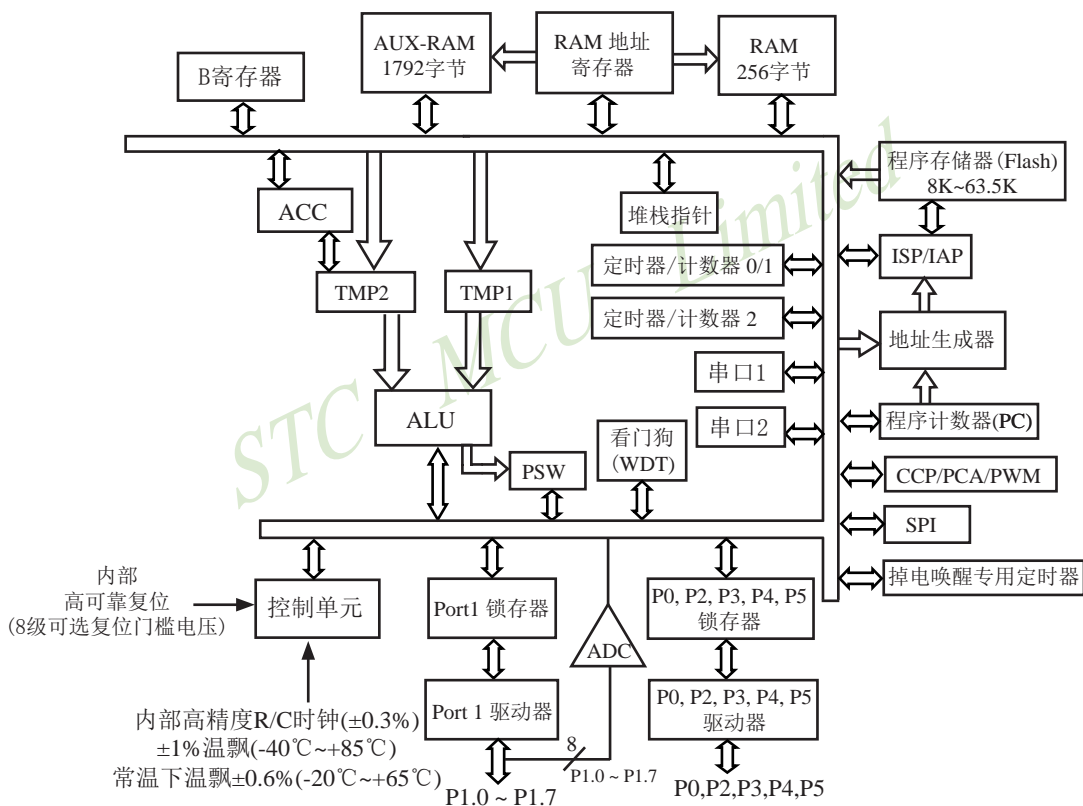 B寄存器
AUX-RAM
1792字节
RAM 地址
寄存器
RAM
256字节
程序存储器(Flash)
8K~63.5K
ACC
堆栈指针
ISP/IAP
定时器/计数器 0/1
TMP2
TMP1
定时器/计数器 2
地址生成器
串口1
ALU
串口2
程序计数器(PC)
看门狗
(WDT)
PSW
CCP/PCA/PWM
SPI
掉电唤醒专用定时器
内部
高可靠复位
(8级可选复位门槛电压)
控制单元
Port1 锁存器
ADC
P0, P2, P3, P4, P5
锁存器
Port 1 驱动器
P0, P2, P3, P4, P5
驱动器
内部高精度R/C时钟(±0.3%)
±1%温飘(-40℃~+85℃)
常温下温飘±0.6%(-20℃~+65℃)
8
P1.0 ~ P1.7
P1.0 ~ P1.7
P0,P2,P3,P4,P5
STC MCU Limited